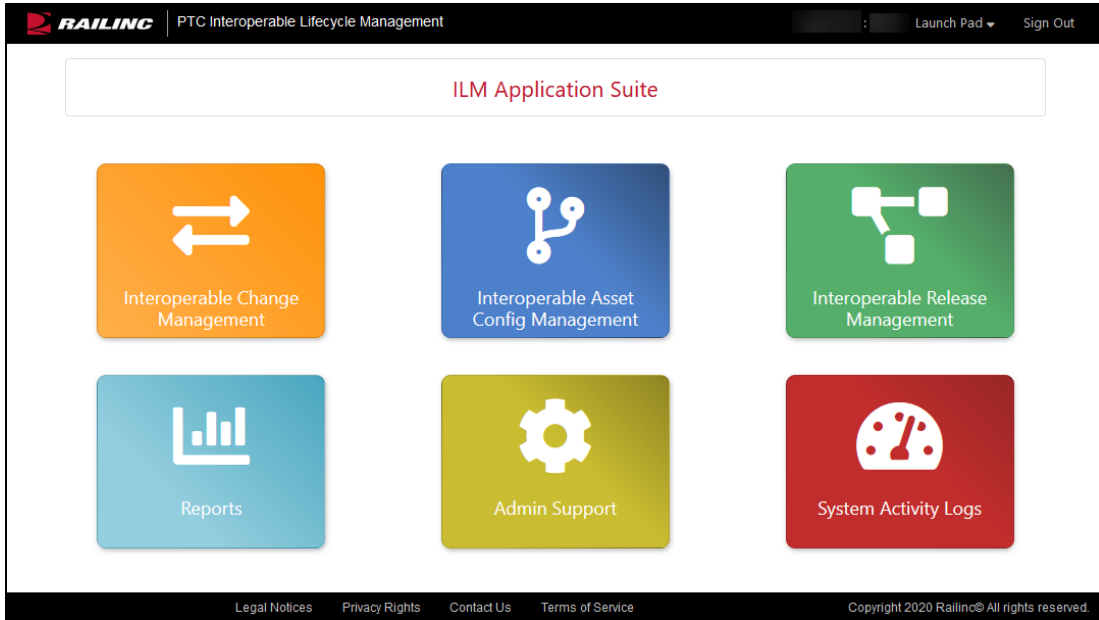 RAILINC PTC Interoperable Lifecycle Management : Launch Pad Sign Out
ILM Application Suite
Interoperable Change
Management
Interoperable Asset
Config Management
Interoperable Release
Management
Reports
Admin Support
System Activity Logs
Legal Notices Privacy Rights Contact Us Terms of Service Copyright 2020 Railinc© All rights reserved.